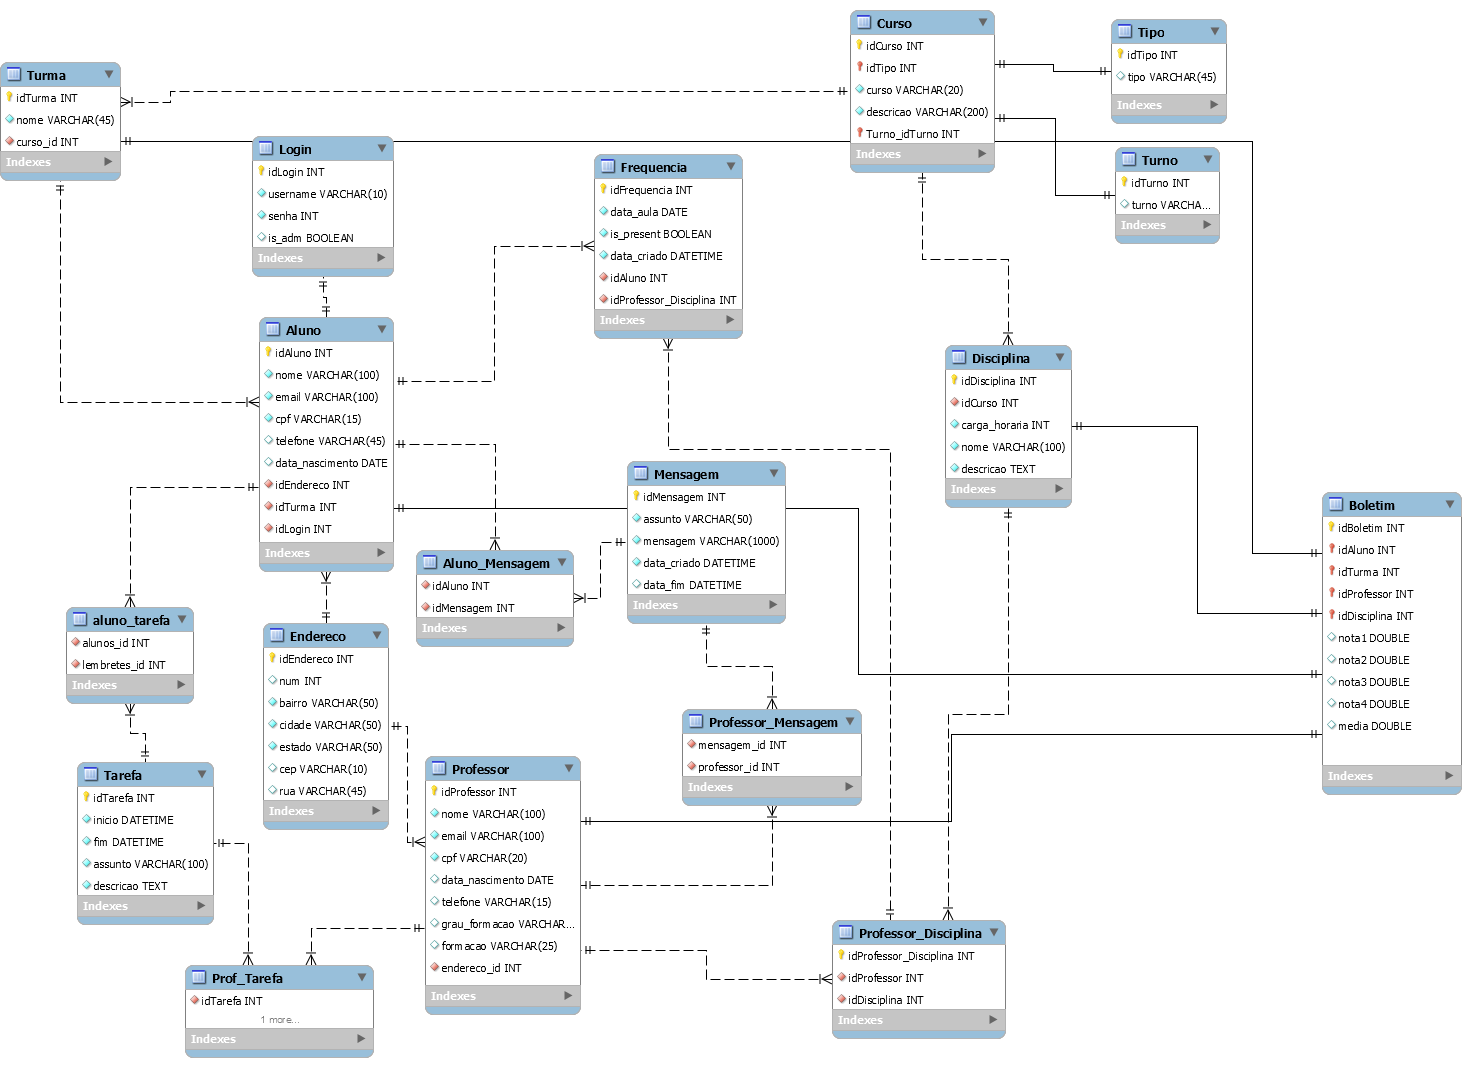 Curso
idCurso INT
idTipo INT
curso VARCHAR(20)
descricao VARCHAR(200)
Turno_idTurno INT
Indexes
Tipo
idTipo INT
tipo VARCHAR(45)
Indexes
Turma
idTurma INT
nome VARCHAR(45)
curso_id INT
Indexes
Login
idLogin INT
username VARCHAR(10)
senha INT
is_adm BOOLEAN
Indexes
Frequencia
idFrequencia INT
data_aula DATE
is_present BOOLEAN
data_criado DATETIME
idAluno INT
idProfessor_Disciplina INT
Indexes
Turno
idTurno INT
turno VARCHA...
Indexes
Aluno
idAluno INT
nome VARCHAR(100)
email VARCHAR(100)
cpf VARCHAR(15)
telefone VARCHAR(45)
data_nascimento DATE
idEndereco INT
idTurma INT
idLogin INT
Indexes
Disciplina
idDisciplina INT
idCurso INT
carga_horaria INT
nome VARCHAR(100)
descricao TEXT
Indexes
Mensagem
idMensagem INT
assunto VARCHAR(50)
mensagem VARCHAR(1000)
data_criado DATETIME
data_fim DATETIME
Indexes
Boletim
idBoletim INT
idAluno INT
idTurma INT
idProfessor INT
idDisciplina INT
nota1 DOUBLE
nota2 DOUBLE
nota3 DOUBLE
nota4 DOUBLE
media DOUBLE
Indexes
Aluno_Mensagem
idAluno INT
idMensagem INT
Indexes
aluno_tarefa
alunos_id INT
lembretes_id INT
Indexes
Endereco
idEndereco INT
num INT
bairro VARCHAR(50)
cidade VARCHAR(50)
estado VARCHAR(50)
cep VARCHAR(10)
rua VARCHAR(45)
Indexes
Professor_Mensagem
mensagem_id INT
professor_id INT
Indexes
Tarefa
idTarefa INT
inicio DATETIME
fim DATETIME
assunto VARCHAR(100)
descricao TEXT
Indexes
Professor
idProfessor INT
nome VARCHAR(100)
email VARCHAR(100)
cpf VARCHAR(20)
data_nascimento DATE
telefone VARCHAR(15)
grau_formacao VARCHAR...
formacao VARCHAR(25)
endereco_id INT
Indexes
Professor_Disciplina
idProfessor_Disciplina INT
idProfessor INT
idDisciplina INT
Indexes
Prof_Tarefa
idTarefa INT
1 more...
Indexes